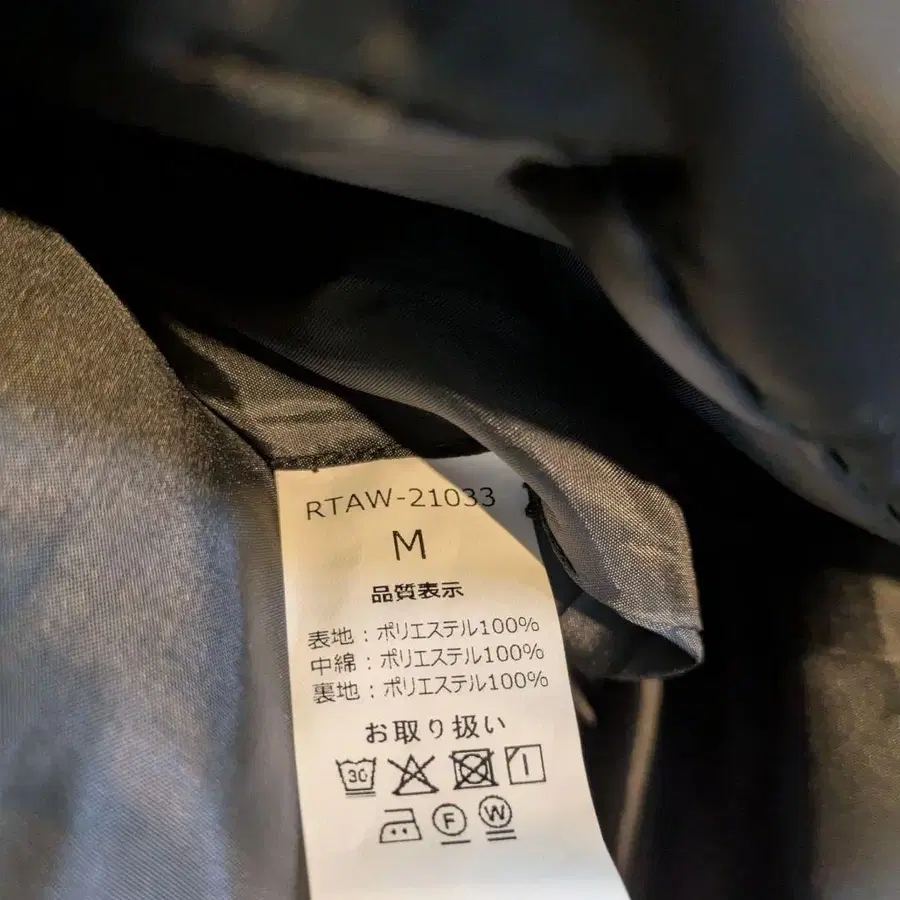 RTAW-21033
M
品質表示
表地：ポリエステル100%
中綿：ポリエステル100%
裏地：ポリエステル100%
お取り扱い
30
F W